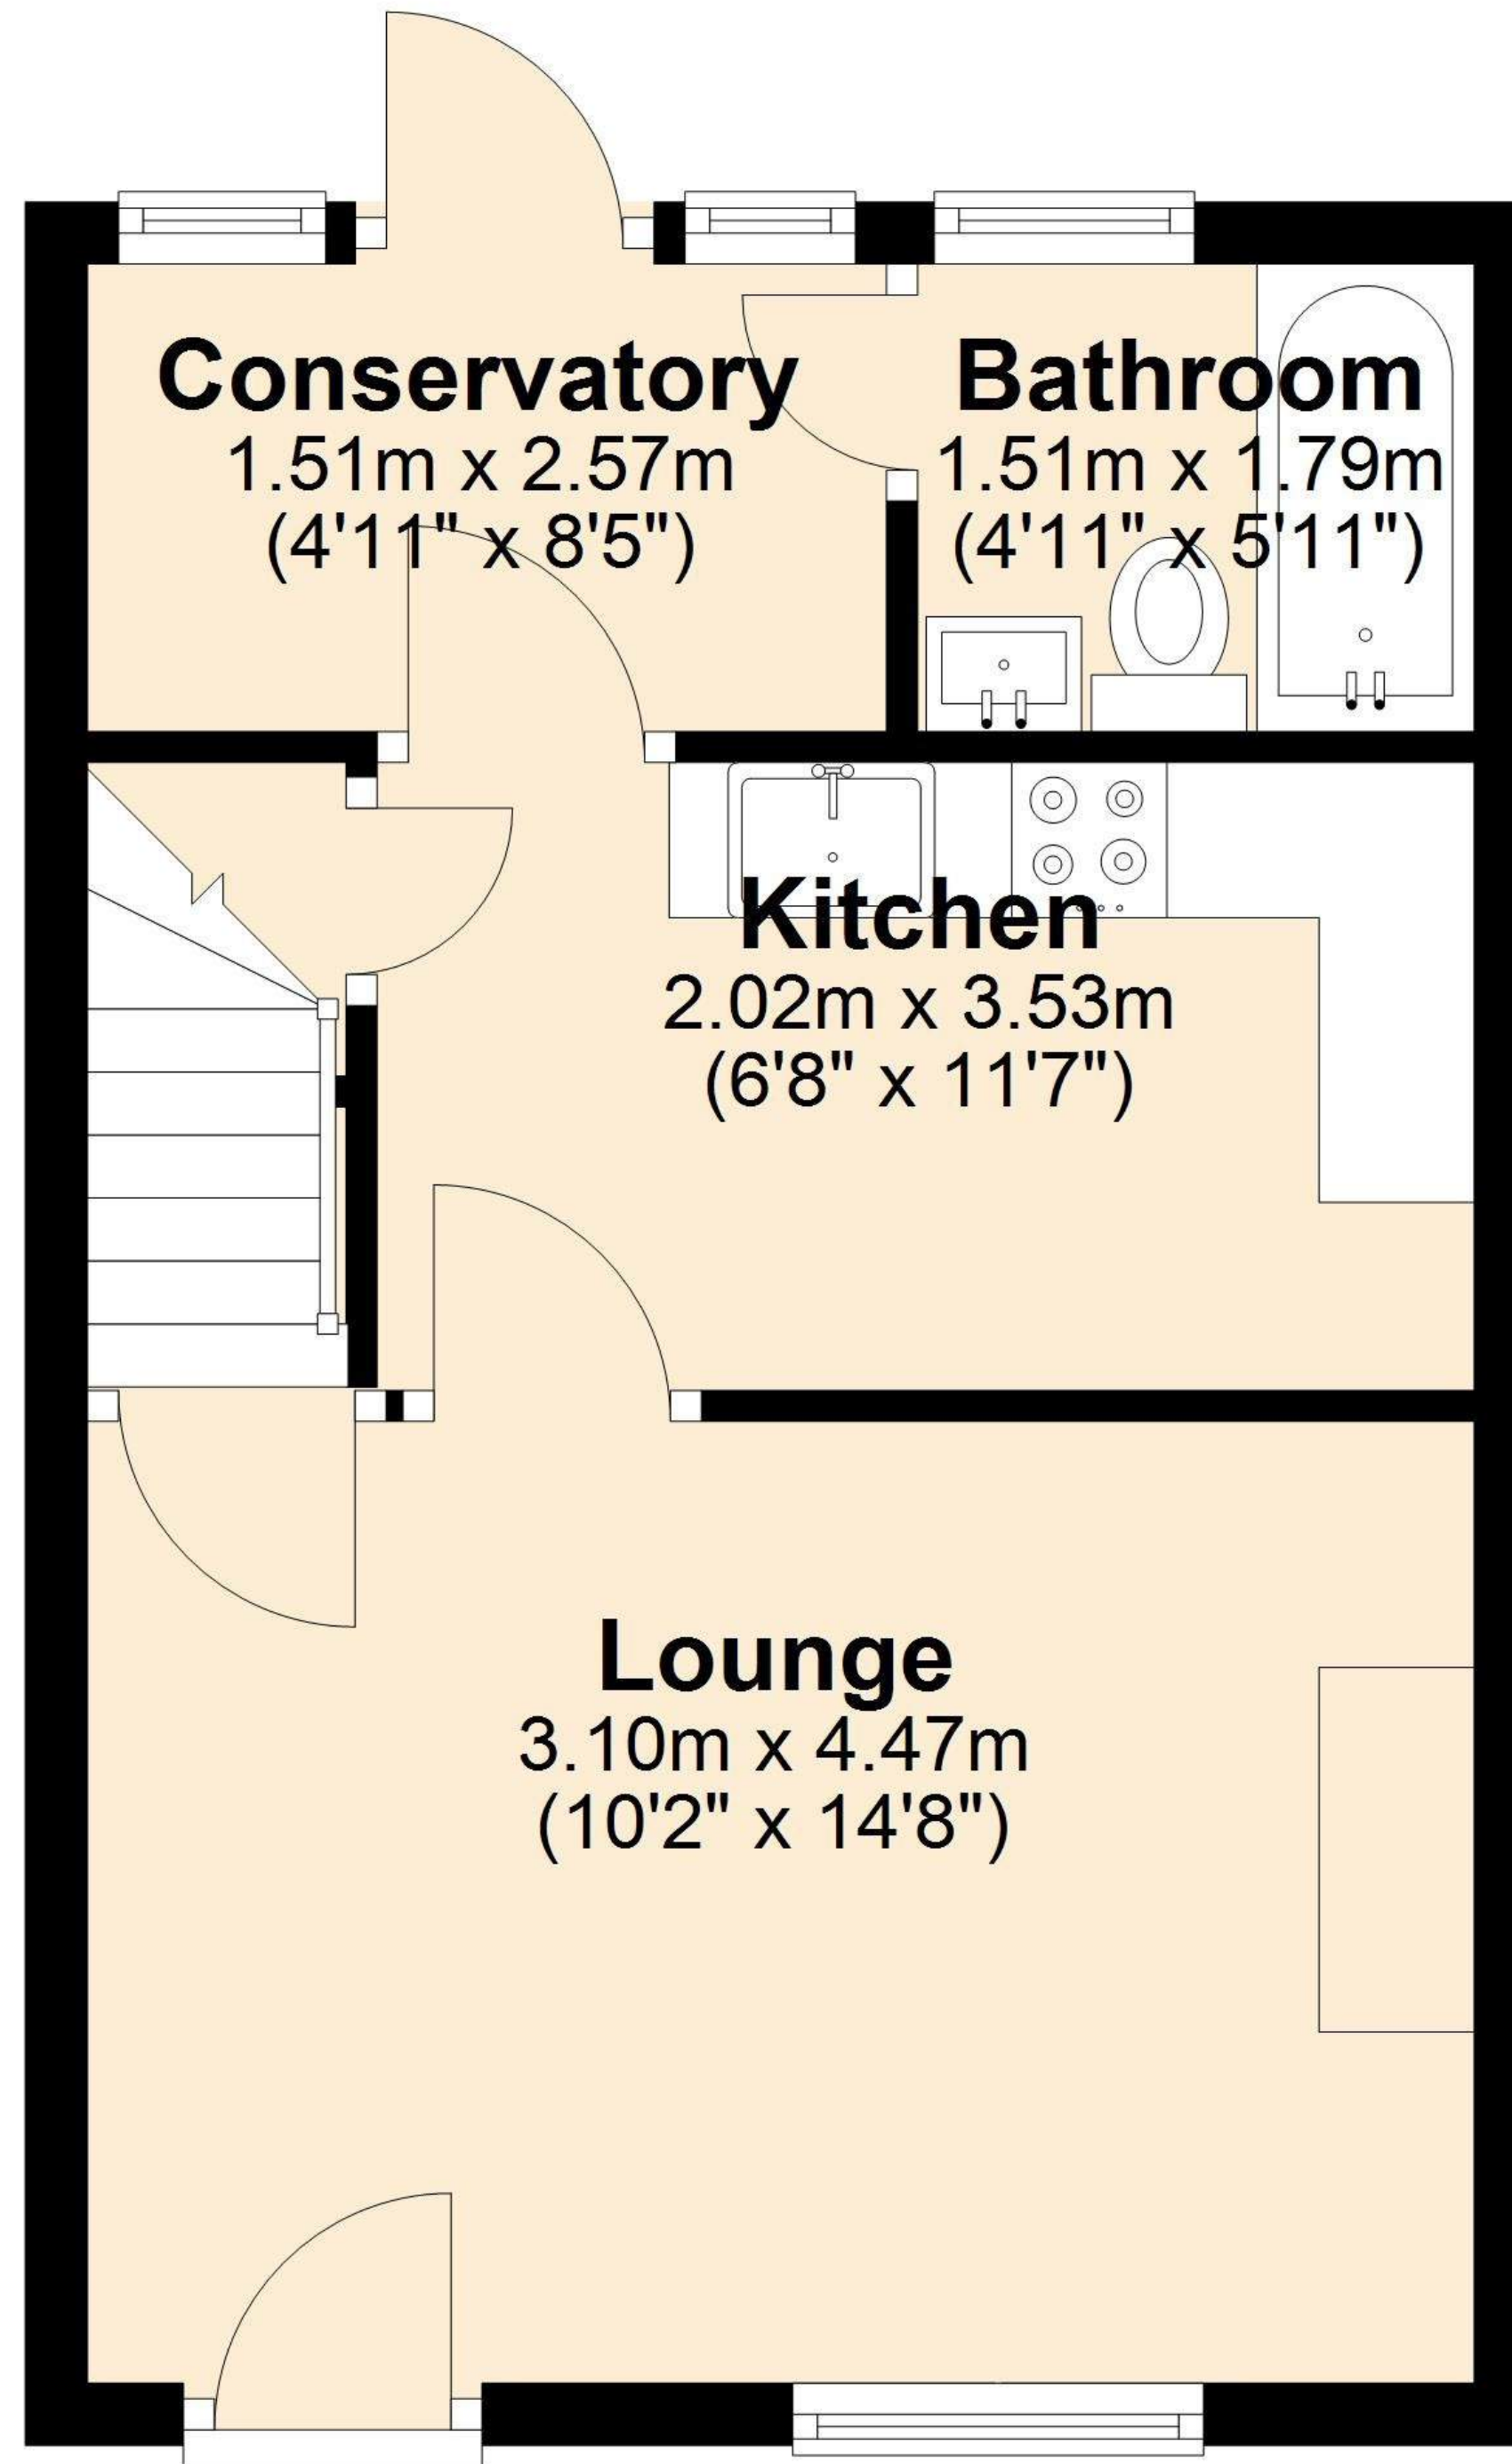 Conservatory
1.51m x 2.57m
(4'11" x 8'5")
Bathroom
1.51m x 1.79m
(4'11" x 5'11")
Kitchen
2.02m x 3.53m
(6'8" x 11'7")
Lounge
3.10m x 4.47m
(10'2" x 14'8")